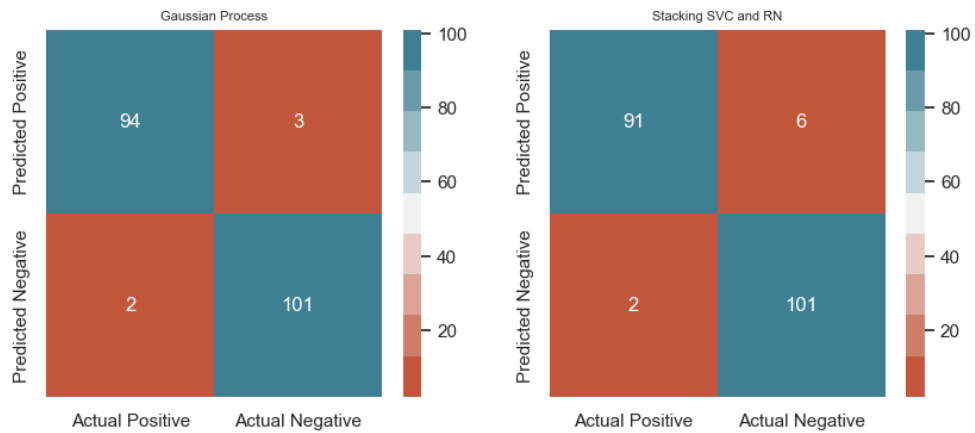 Gaussian Process
Predicted Positive
Predicted Negative
94
3
2
101
Actual Positive
Actual Negative
100
80
60
40
20
Stacking SVC and RN
Predicted Positive
Predicted Negative
91
6
2
101
Actual Positive
Actual Negative
100
80
60
40
20